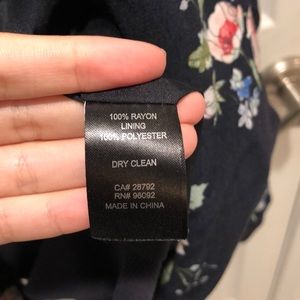 100% RAYON
LINING
100% POLYESTER
DRY CLEAN
CA# 28792
RN# 96092
MADE IN CHINA